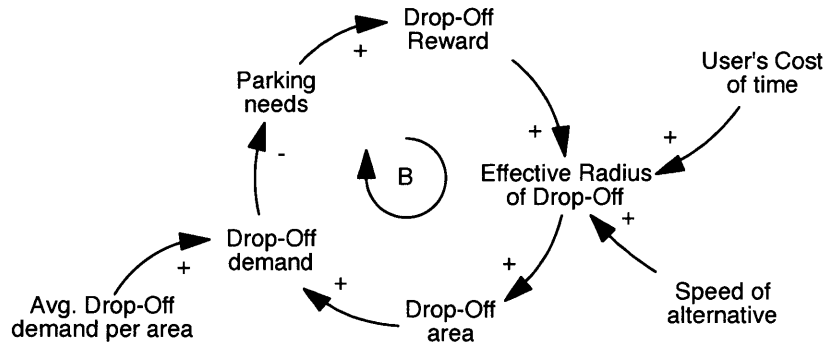 Drop-Off
Reward
+
Parking
needs
User's Cost
of time
+
+
-
B
Effective Radius
of Drop-Off
+
Drop-Off
demand
+
+
+
Avg. Drop-Off
demand per area
Drop-Off
area
Speed of
alternative